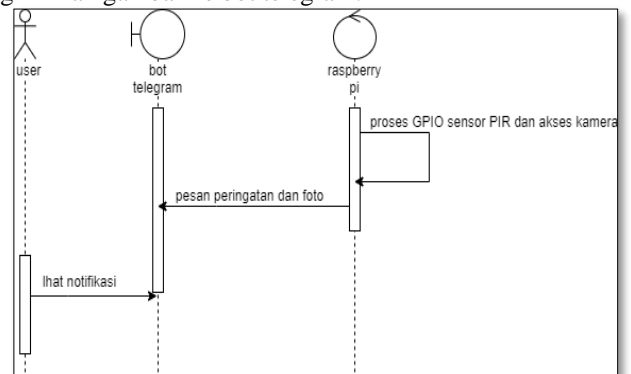 user
bot
telegram
raspberry
pi
proses GPIO sensor PIR dan akses kamera
pesan peringatan dan foto
lhat notifikasi